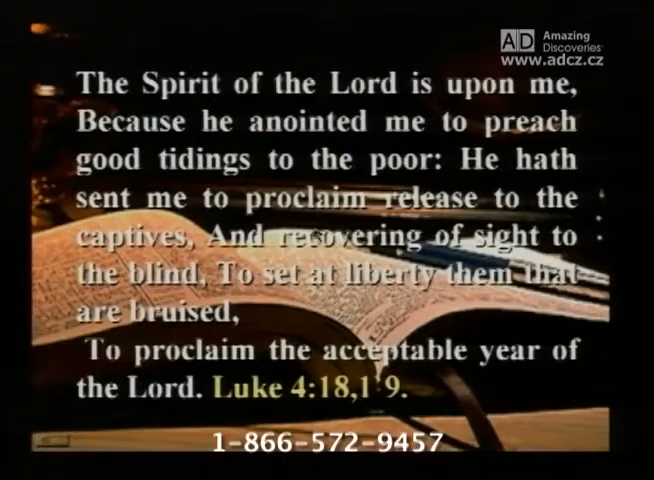 AD Amazing
Discoveries
www.adcz.cz
The Spirit of the Lord is upon me,
Because he anointed me to preach
good tidings to the poor: He hath
sent me to proclaim release to the
captives, And recovering of sight to
the blind, To set at liberty them that
are bruised,
To proclaim the acceptable year of
the Lord. Luke 4:18,19.
1-866-572-9457